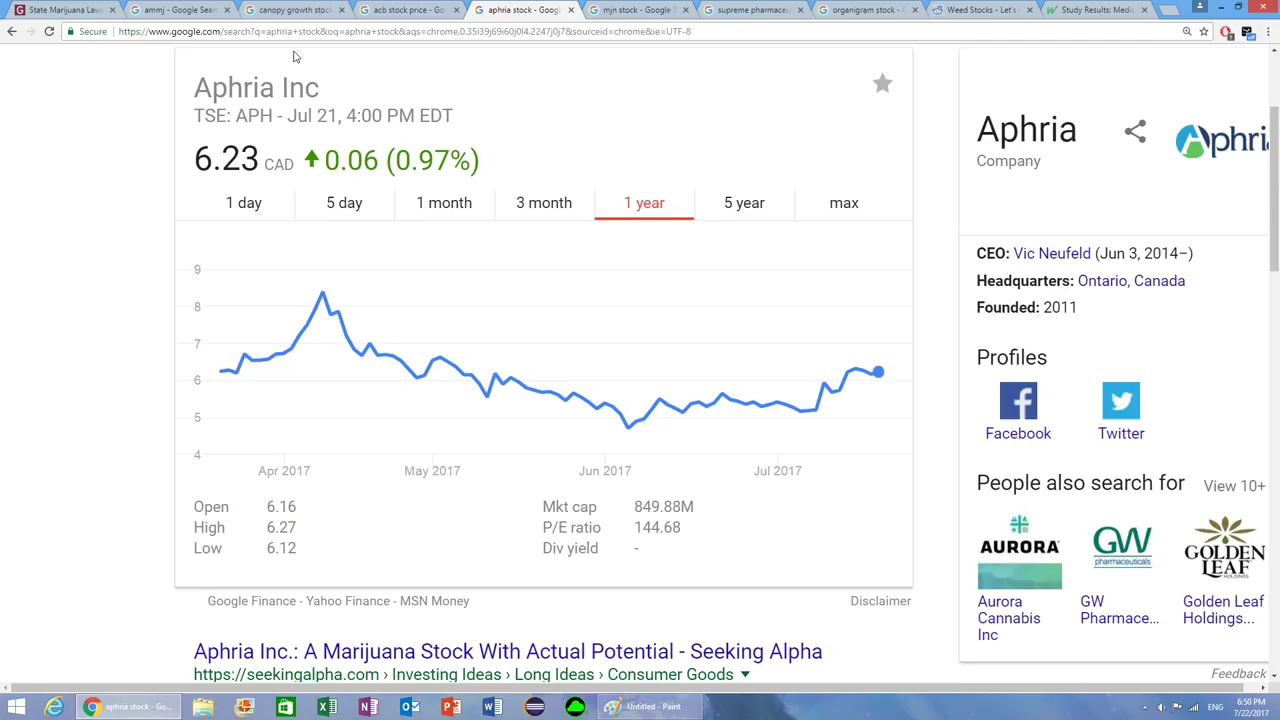 State Marijuana Laws
ammj - Google Sear
canopy growth stock
acb stock price - Go
aphria stock - Googl
mjn stock - Google S
supreme pharmaceu
organigram stock - G
Weed Stocks - Let's
Study Results: Medic
Secure
https://www.google.com/search?q=aphria+stock&oq=aphria+stock&aqs=chrome.0.35i39j69i60j0l4.2247j0j7&sourceid=chrome&ie=UTF-8
Aphria Inc
TSE: APH - Jul 21, 4:00 PM EDT
6.23 CAD 0.06 (0.97%)
1 day 5 day 1 month 3 month 1 year 5 year max
9
8
7
6
5
4
Apr 2017 May 2017 Jun 2017 Jul 2017
Open 6.16
High 6.27
Low 6.12
Mkt cap 849.88M
P/E ratio 144.68
Div yield -
Google Finance - Yahoo Finance - MSN Money
Disclaimer
Aphria Inc.: A Marijuana Stock With Actual Potential - Seeking Alpha
https://seekingalpha.com › Investing Ideas › Long Ideas › Consumer Goods
Aphria
Company
Aphri
CEO: Vic Neufeld (Jun 3, 2014–)
Headquarters: Ontario, Canada
Founded: 2011
Profiles
Facebook
Twitter
People also search for
View 10+
AURORA
GW
pharmaceuticals
GOLDEN
LEAF
HOLDINGS
Aurora
Cannabis
Inc
GW
Pharmace...
Golden Leaf
Holdings...
Feedback
aphria stock - Go...
Untitled - Paint
ENG
6:50 PM
7/22/2017